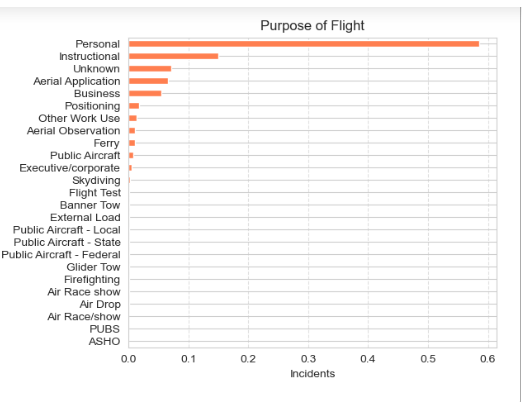 Purpose of Flight
Personal
Instructional
Unknown
Aerial Application
Business
Positioning
Other Work Use
Aerial Observation
Ferry
Public Aircraft
Executive/corporate
Skydiving
Flight Test
Banner Tow
External Load
Public Aircraft - Local
Public Aircraft - State
Public Aircraft - Federal
Glider Tow
Firefighting
Air Race show
Air Drop
Air Race/show
PUBS
ASHO
0.0 0.1 0.2 0.3 0.4 0.5 0.6
Incidents